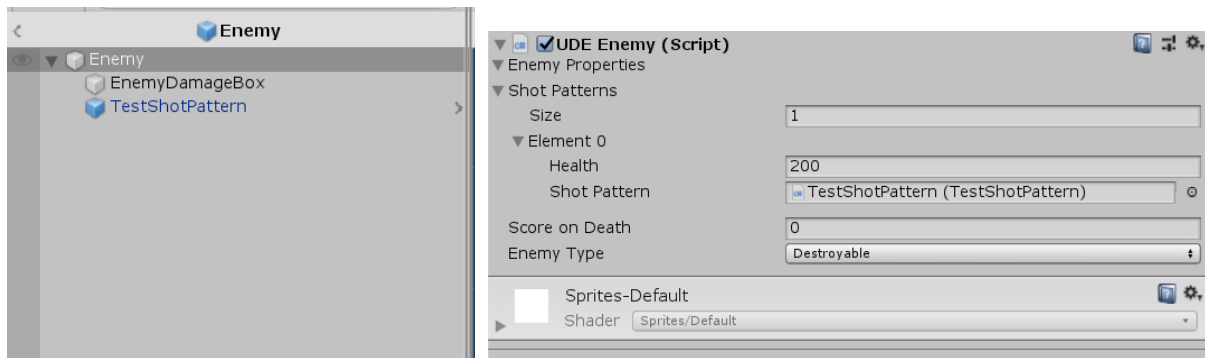 Enemy
Enemy
EnemyDamageBox
TestShotPattern
UDE Enemy (Script)
Enemy Properties
Shot Patterns
Size 1
Element 0
Health 200
Shot Pattern TestShotPattern (TestShotPattern)
Score on Death 0
Enemy Type Destroyable
Sprites-Default
Shader Sprites/Default